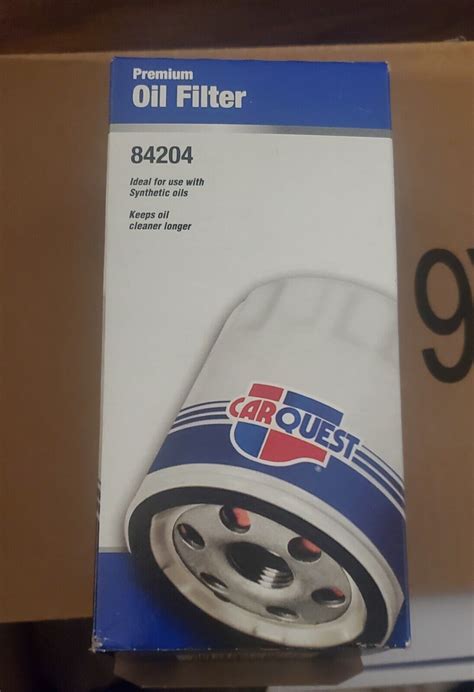 Premium
Oil Filter
84204
Ideal for use with
Synthetic oils
Keeps oil
cleaner longer
CARQUEST
®